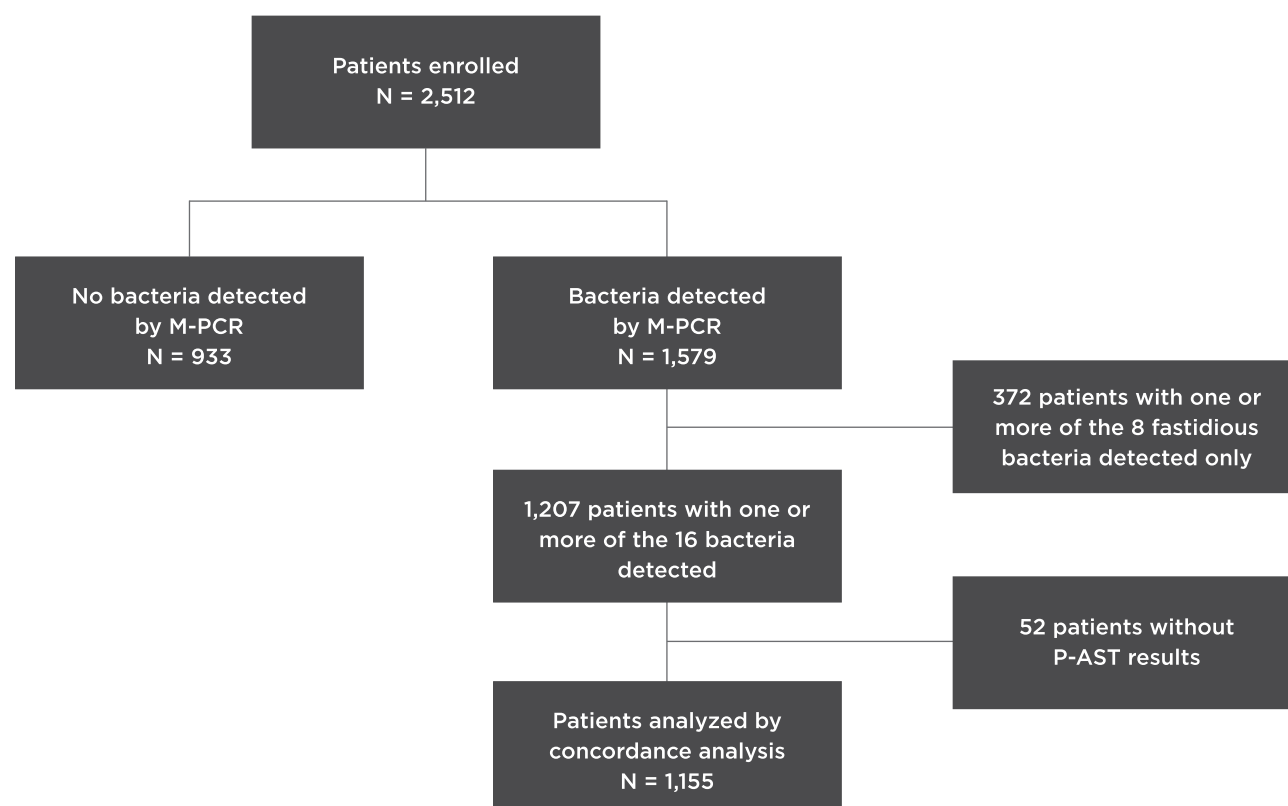 Patients enrolled
N = 2,512
No bacteria detected
by M-PCR
N = 933
Bacteria detected
by M-PCR
N = 1,579
372 patients with one or
more of the 8 fastidious
bacteria detected only
1,207 patients with one or
more of the 16 bacteria
detected
52 patients without
P-AST results
Patients analyzed by
concordance analysis
N = 1,155